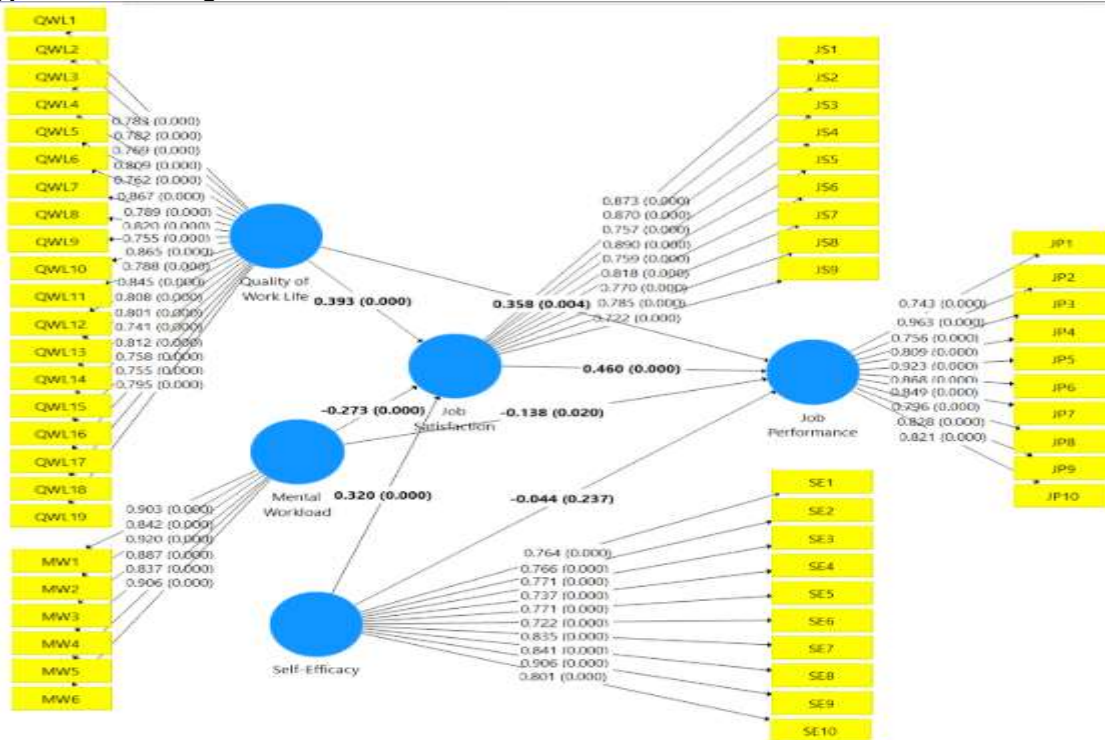 QWL1
QWL2
QWL3
QWL4
QWL5
QWL6
QWL7
QWL8
QWL9
QWL10
QWL11
QWL12
QWL13
QWL14
QWL15
QWL16
QWL17
QWL18
QWL19
0.783 (0.000)
0.782 (0.000)
0.769 (0.000)
0.809 (0.000)
0.762 (0.000)
0.867 (0.000)
0.789 (0.000)
0.820 (0.000)
0.755 (0.000)
0.865 (0.000)
0.788 (0.000)
0.845 (0.000)
0.808 (0.000)
0.801 (0.000)
0.741 (0.000)
0.812 (0.000)
0.758 (0.000)
0.755 (0.000)
0.795 (0.000)
Quality of
Work Life
0.393 (0.000)
0.358 (0.004)
JS1
JS2
JS3
JS4
JS5
JS6
JS7
JS8
JS9
0.873 (0.000)
0.870 (0.000)
0.757 (0.000)
0.890 (0.000)
0.759 (0.000)
0.818 (0.000)
0.770 (0.000)
0.785 (0.000)
0.722 (0.000)
Job
Satisfaction
0.460 (0.000)
-0.273 (0.000)
-0.138 (0.020)
Mental
Workload
0.320 (0.000)
-0.044 (0.237)
JP1
JP2
JP3
JP4
JP5
JP6
JP7
JP8
JP9
JP10
0.743 (0.000)
0.963 (0.000)
0.756 (0.000)
0.809 (0.000)
0.923 (0.000)
0.868 (0.000)
0.849 (0.000)
0.796 (0.000)
0.828 (0.000)
0.821 (0.000)
Job
Performance
0.903 (0.000)
0.842 (0.000)
0.920 (0.000)
0.887 (0.000)
0.837 (0.000)
0.906 (0.000)
MW1
MW2
MW3
MW4
MW5
MW6
Self-Efficacy
0.764 (0.000)
0.766 (0.000)
0.771 (0.000)
0.737 (0.000)
0.771 (0.000)
0.722 (0.000)
0.835 (0.000)
0.841 (0.000)
0.906 (0.000)
0.801 (0.000)
SE1
SE2
SE3
SE4
SE5
SE6
SE7
SE8
SE9
SE10